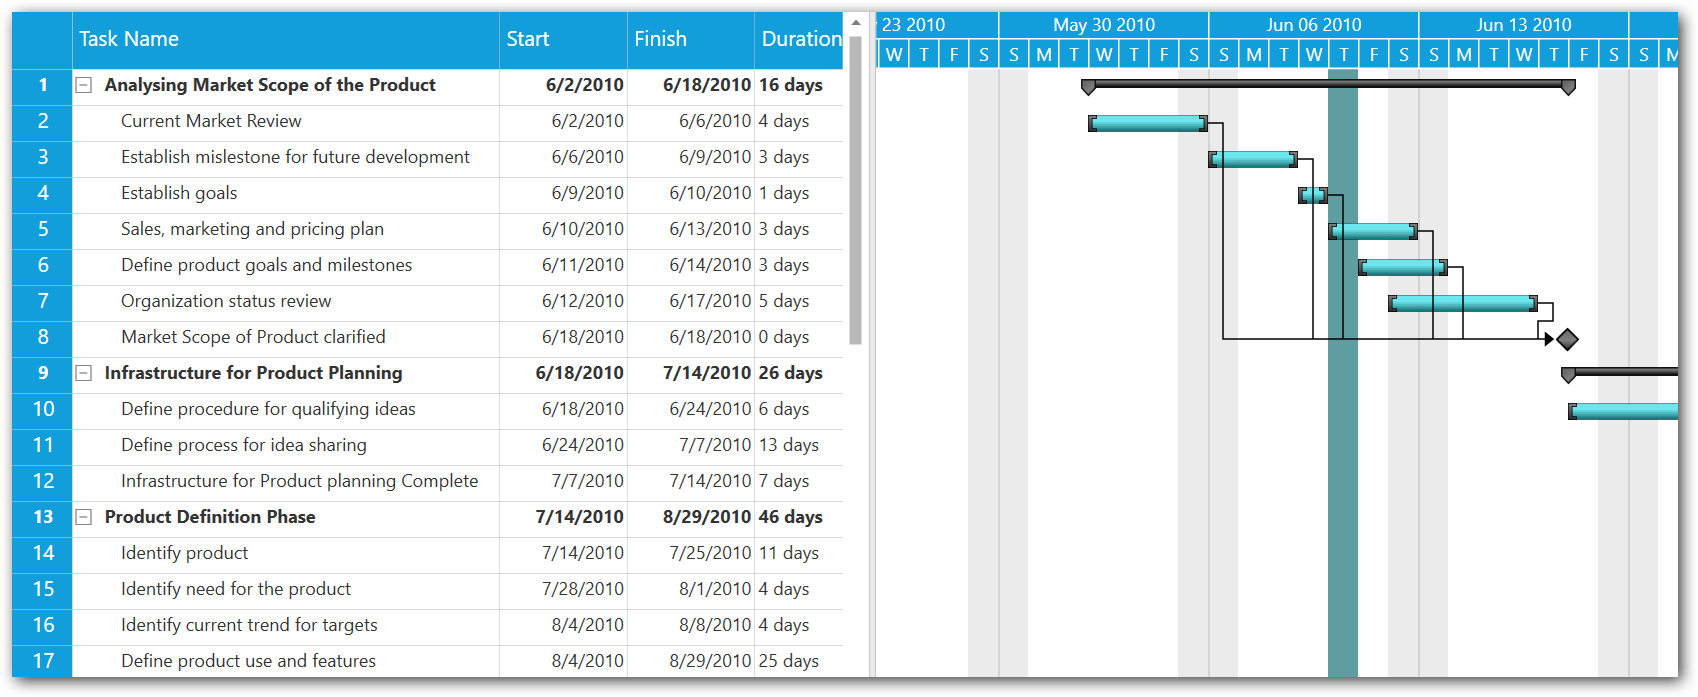 Task Name Start Finish Duration
23 2010 May 30 2010 Jun 06 2010 Jun 13 2010
W T F S S M T W T F S S M T W T F S S M T W T F S S M
1 Analysing Market Scope of the Product 6/2/2010 6/18/2010 16 days
2 Current Market Review 6/2/2010 6/6/2010 4 days
3 Establish mislestone for future development 6/6/2010 6/9/2010 3 days
4 Establish goals 6/9/2010 6/10/2010 1 days
5 Sales, marketing and pricing plan 6/10/2010 6/13/2010 3 days
6 Define product goals and milestones 6/11/2010 6/14/2010 3 days
7 Organization status review 6/12/2010 6/17/2010 5 days
8 Market Scope of Product clarified 6/18/2010 6/18/2010 0 days
9 Infrastructure for Product Planning 6/18/2010 7/14/2010 26 days
10 Define procedure for qualifying ideas 6/18/2010 6/24/2010 6 days
11 Define process for idea sharing 6/24/2010 7/7/2010 13 days
12 Infrastructure for Product planning Complete 7/7/2010 7/14/2010 7 days
13 Product Definition Phase 7/14/2010 8/29/2010 46 days
14 Identify product 7/14/2010 7/25/2010 11 days
15 Identify need for the product 7/28/2010 8/1/2010 4 days
16 Identify current trend for targets 8/4/2010 8/8/2010 4 days
17 Define product use and features 8/4/2010 8/29/2010 25 days